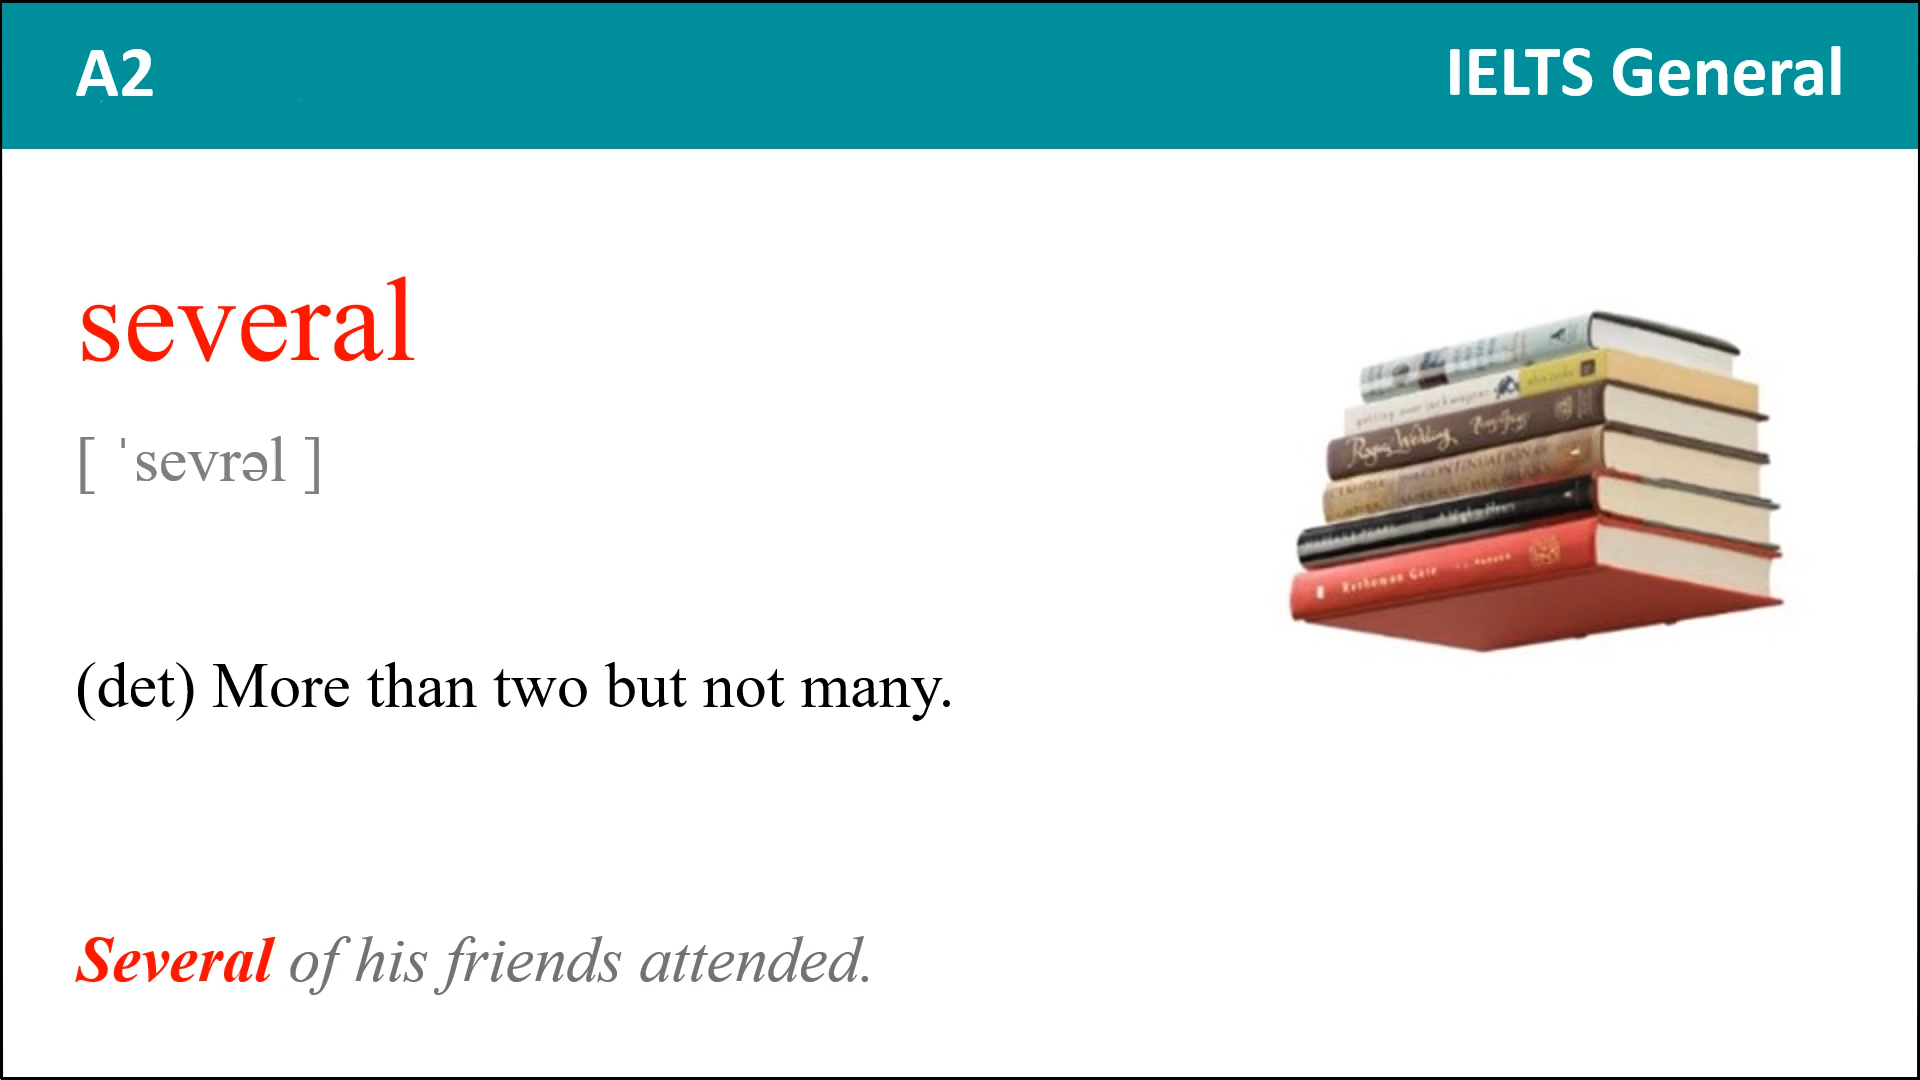 A2
IELTS General
several
[ ˈsevrəl ]
(det) More than two but not many.
Several of his friends attended.